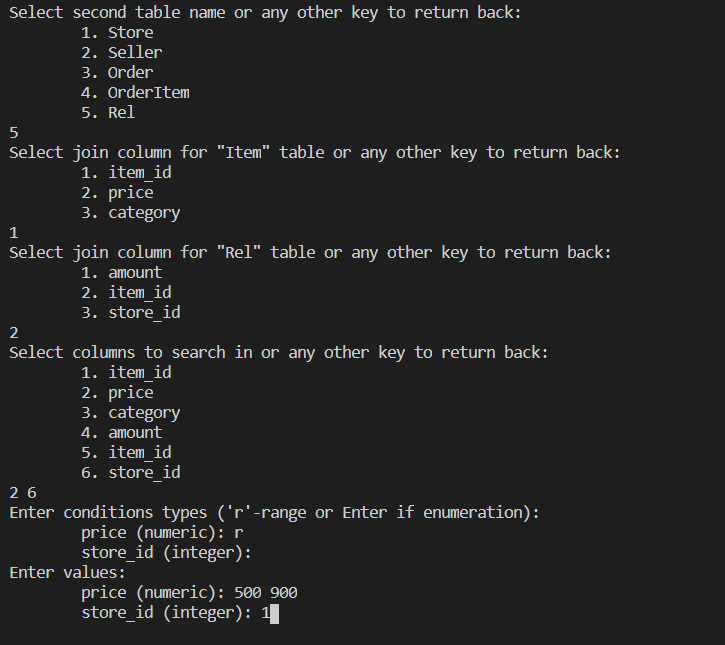 Select second table name or any other key to return back:
1. Store
2. Seller
3. Order
4. OrderItem
5. Rel
5
Select join column for "Item" table or any other key to return back:
1. item_id
2. price
3. category
1
Select join column for "Rel" table or any other key to return back:
1. amount
2. item_id
3. store_id
2
Select columns to search in or any other key to return back:
1. item_id
2. price
3. category
4. amount
5. item_id
6. store_id
2 6
Enter conditions types ('r'-range or Enter if enumeration):
price (numeric): r
store_id (integer):
Enter values:
price (numeric): 500 900
store_id (integer): 1